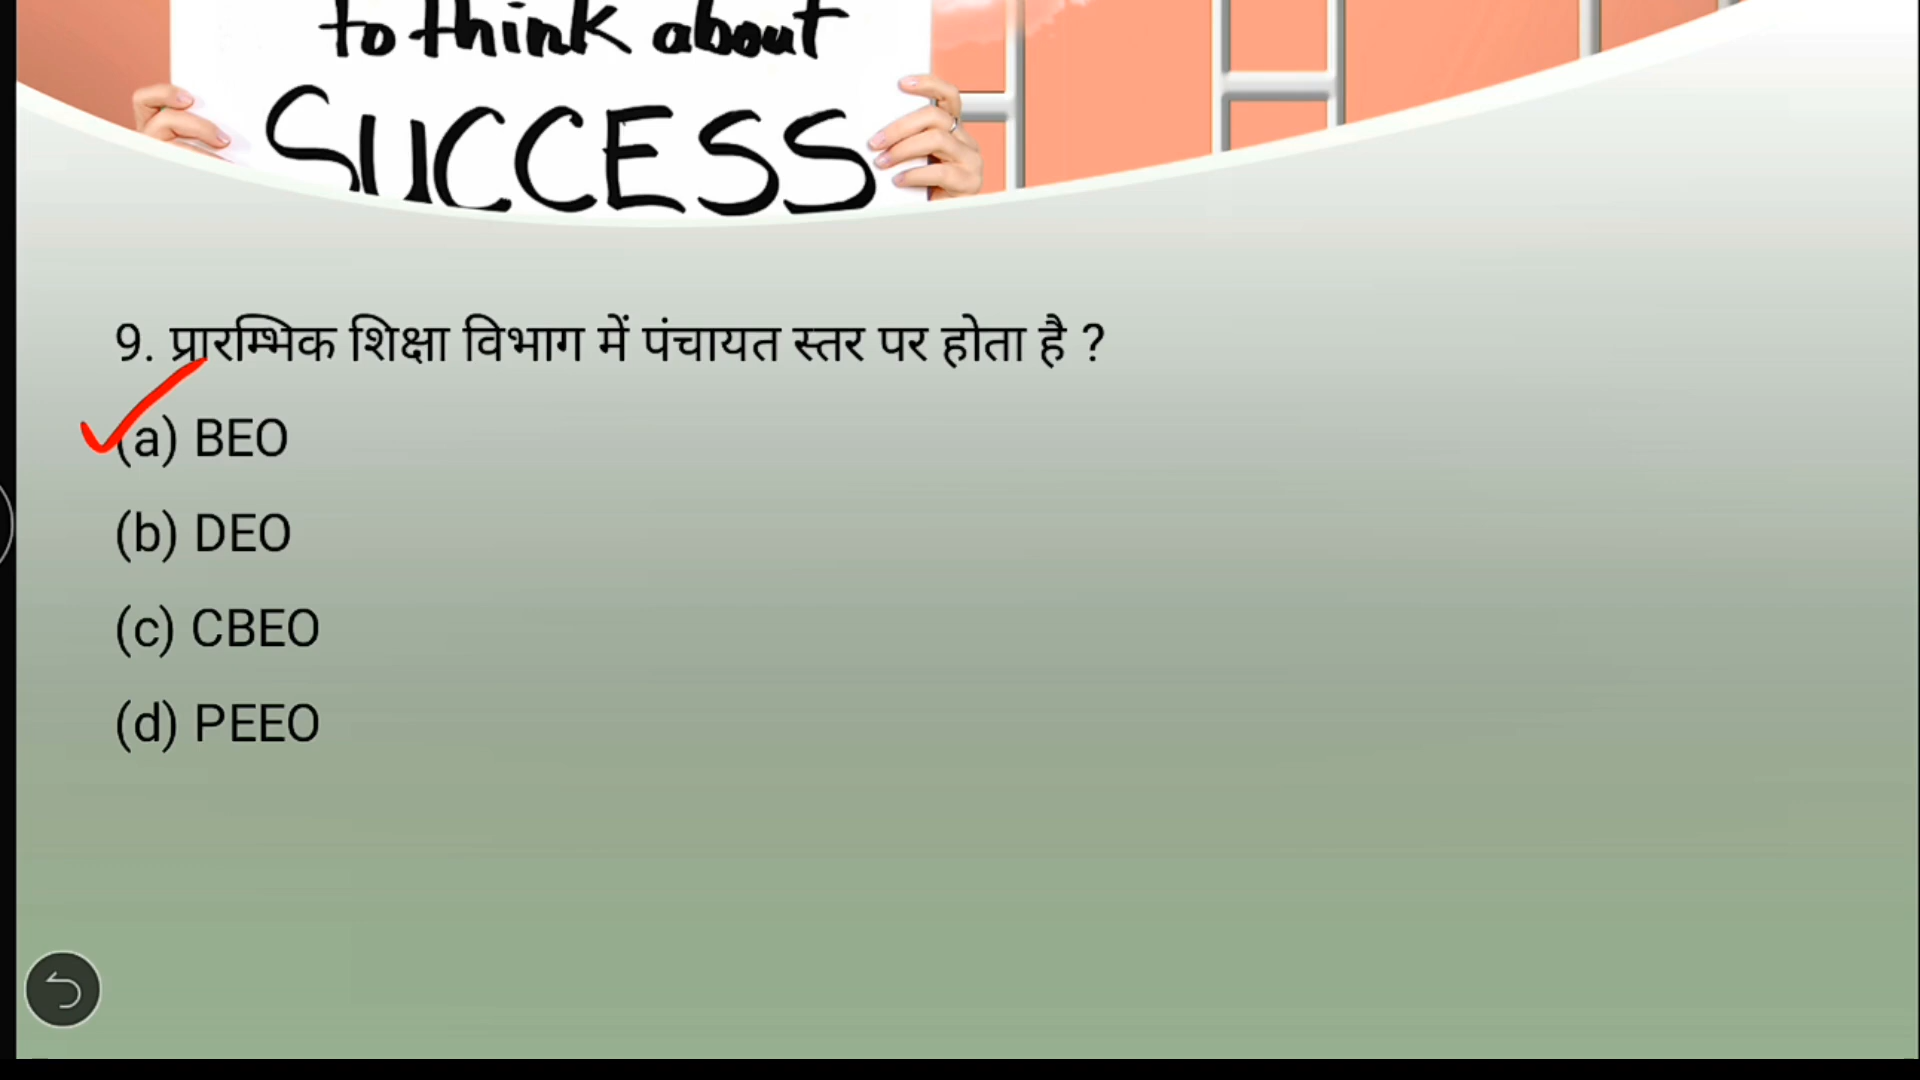 to think about
SUCCESS
9. प्रारम्भिक शिक्षा विभाग में पंचायत स्तर पर होता है ?
(a) BEO
(b) DEO
(c) CBEO
(d) PEEO